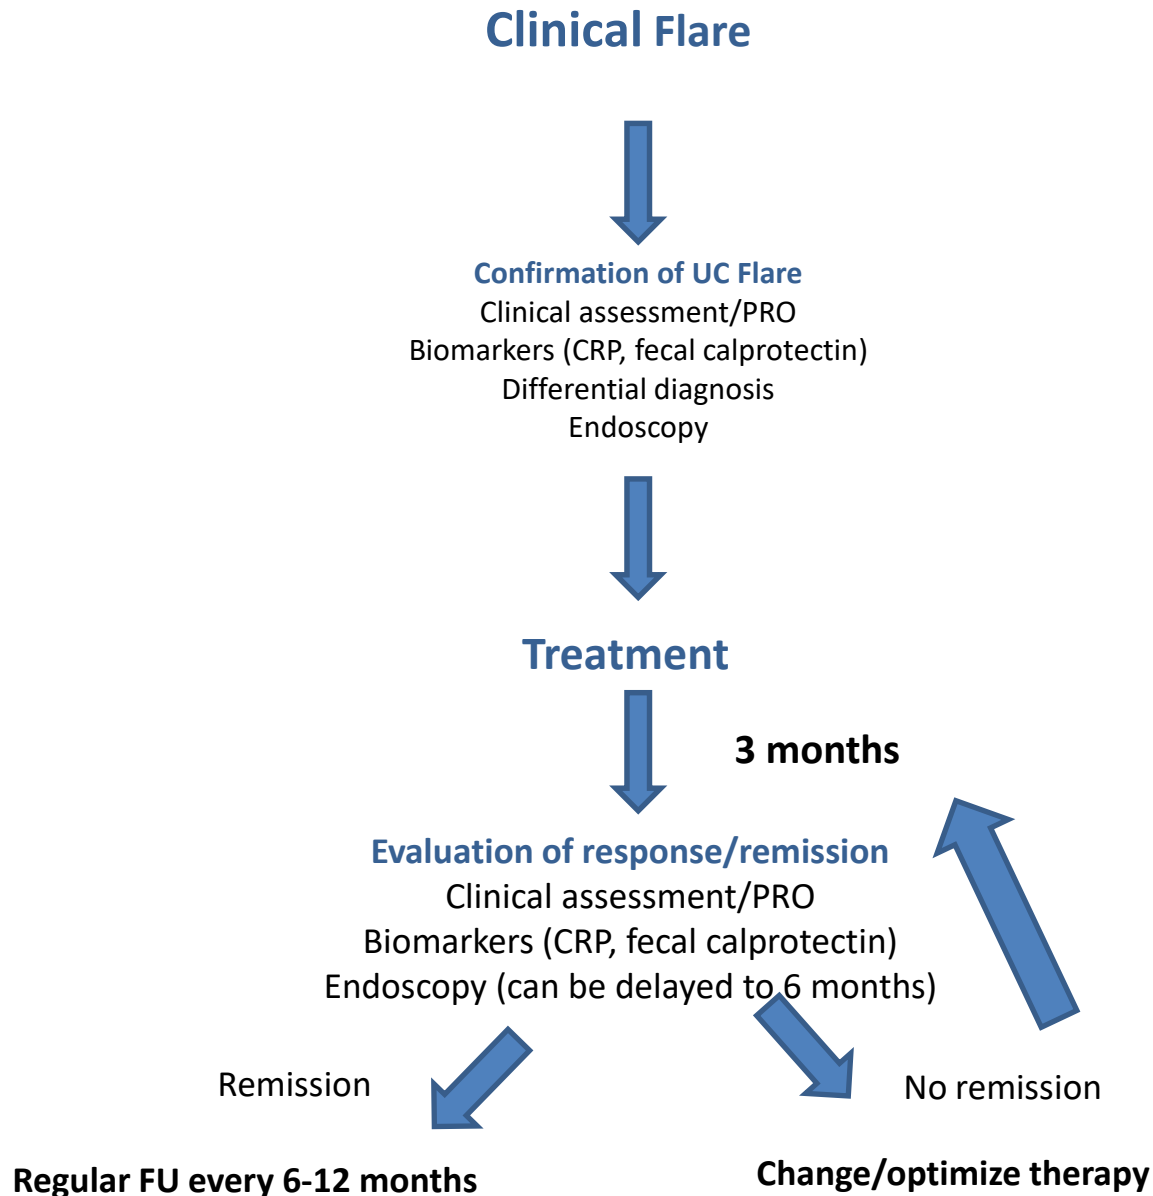 Clinical Flare
Confirmation of UC Flare
Clinical assessment/PRO
Biomarkers (CRP, fecal calprotectin)
Differential diagnosis
Endoscopy
Treatment
3 months
Evaluation of response/remission
Clinical assessment/PRO
Biomarkers (CRP, fecal calprotectin)
Endoscopy (can be delayed to 6 months)
Remission
No remission
Regular FU every 6-12 months
Change/optimize therapy